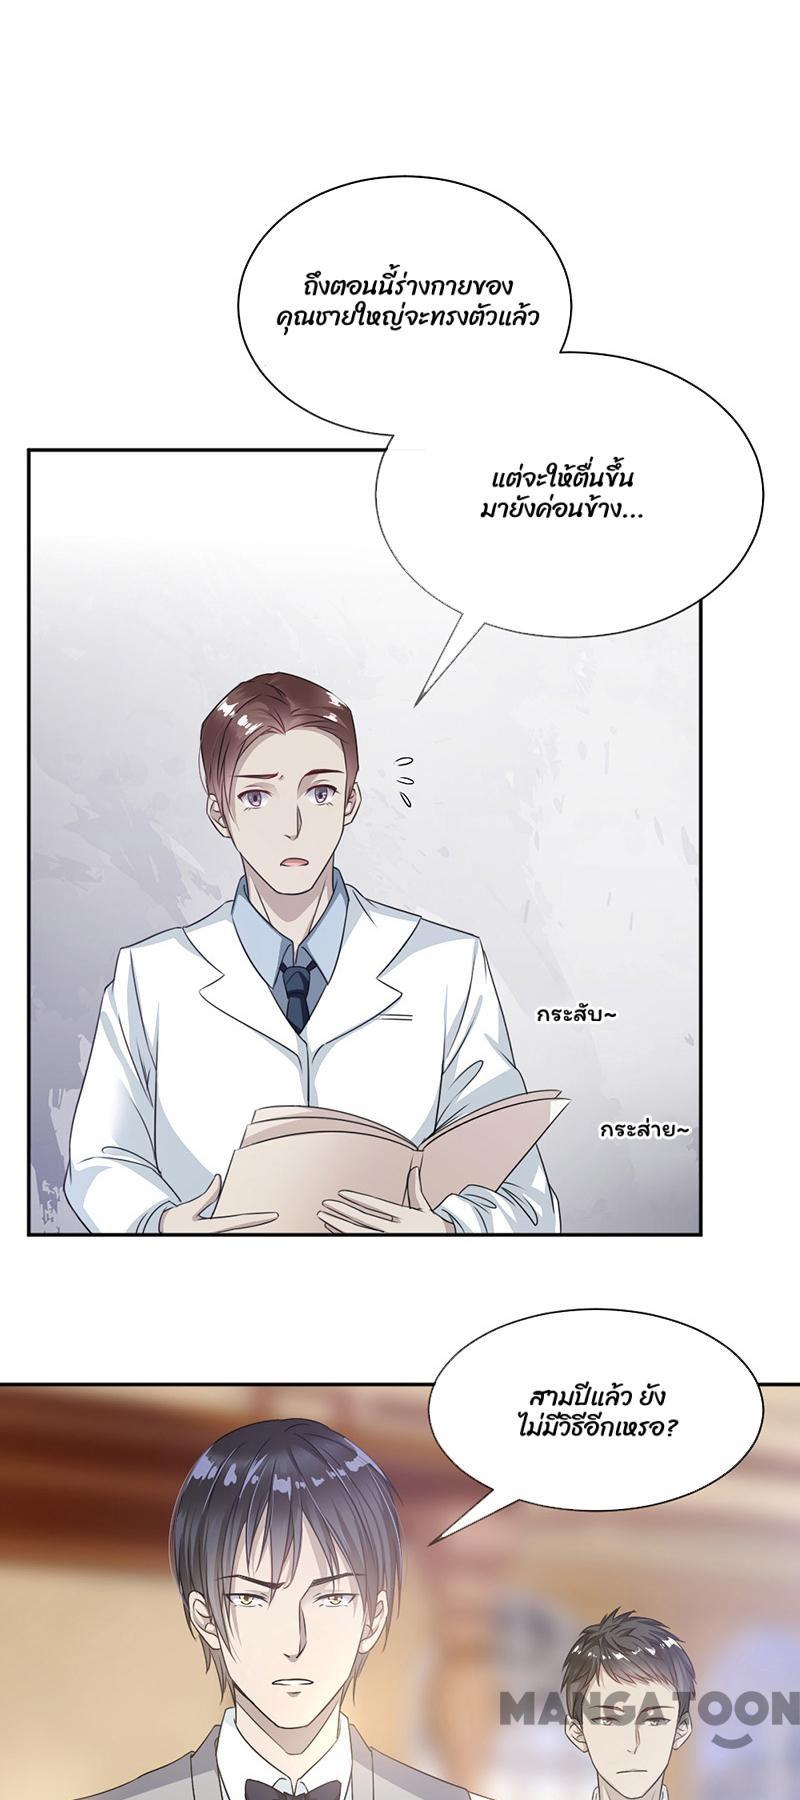 ถึงตอนนี้ร่างกายของ
คุณชายใหญ่จะทรงตัวแล้ว
แต่จะให้ตื่นขึ้น
มายังค่อนข้าง...
กระสับ~
กระส่าย~
สามปีแล้ว ยัง
ไม่มีวิธีอีกเหรอ?
MANGATOON